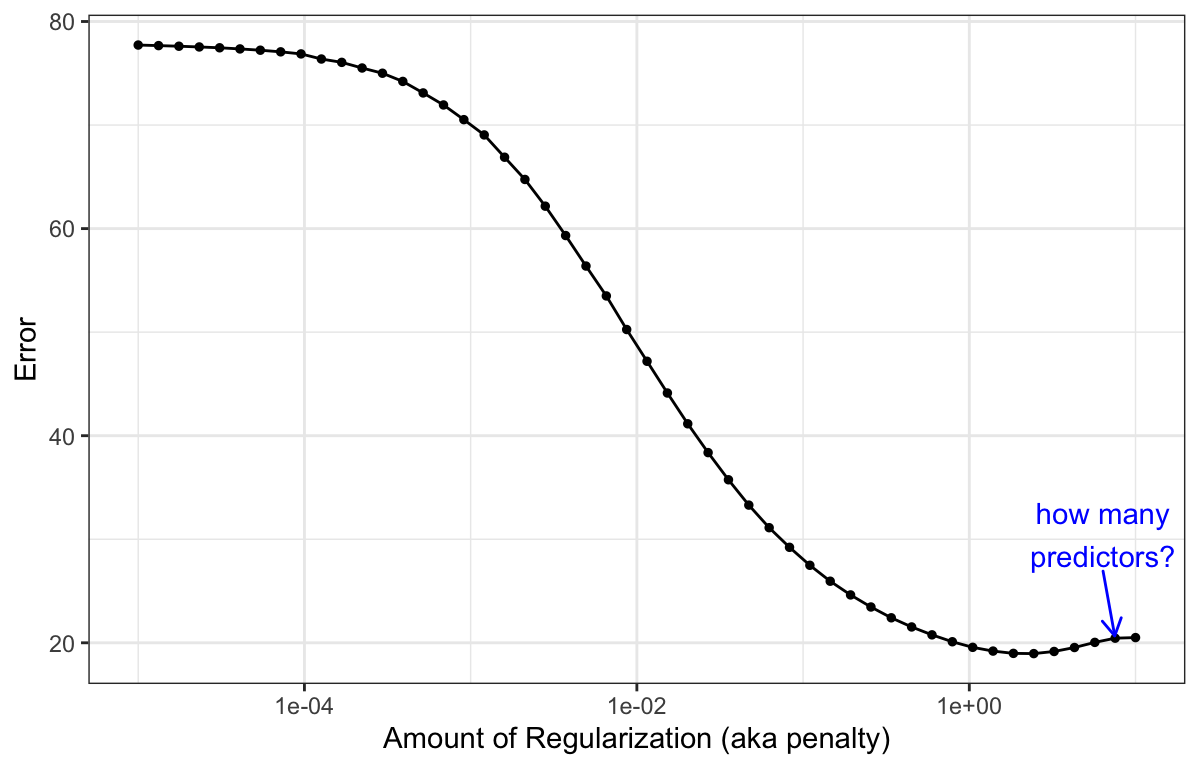 80
60
40
20
Error
how many
predictors?
1e-04
1e-02
1e+00
Amount of Regularization (aka penalty)